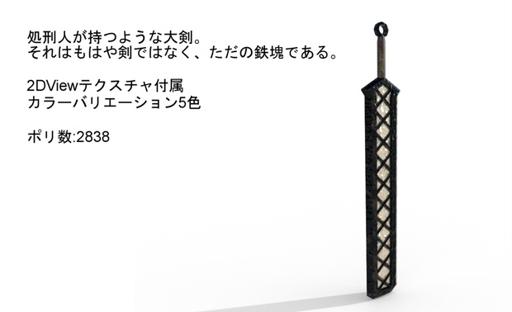 処刑人が持つような大剣。
それはもはや剣ではなく、ただの鉄塊である。
2DViewテクスチャ付属
カラーバリエーション5色
ポリ数:2838